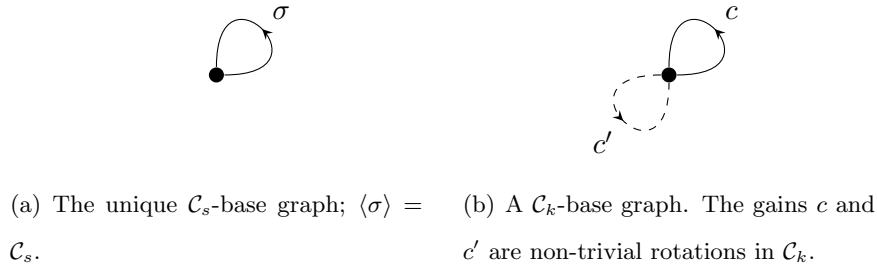 σ
c
c′
(a) The unique 𝒞ₛ-base graph; ⟨σ⟩ =
𝒞ₛ.
(b) A 𝒞ₖ-base graph. The gains c and
c′ are non-trivial rotations in 𝒞ₖ.